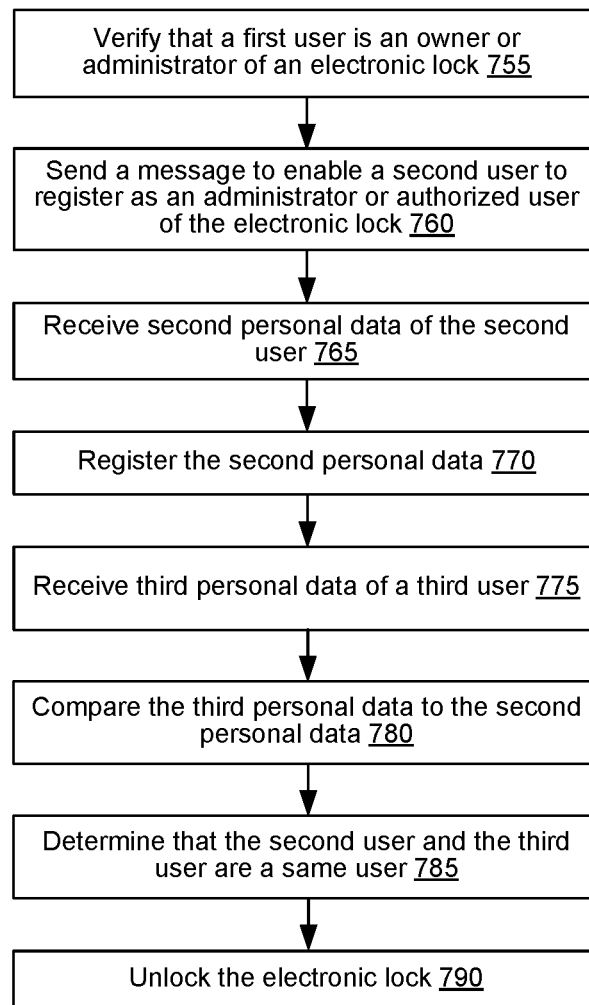 Verify that a first user is an owner or
administrator of an electronic lock 755
Send a message to enable a second user to
register as an administrator or authorized user
of the electronic lock 760
Receive second personal data of the second
user 765
Register the second personal data 770
Receive third personal data of a third user 775
Compare the third personal data to the second
personal data 780
Determine that the second user and the third
user are a same user 785
Unlock the electronic lock 790